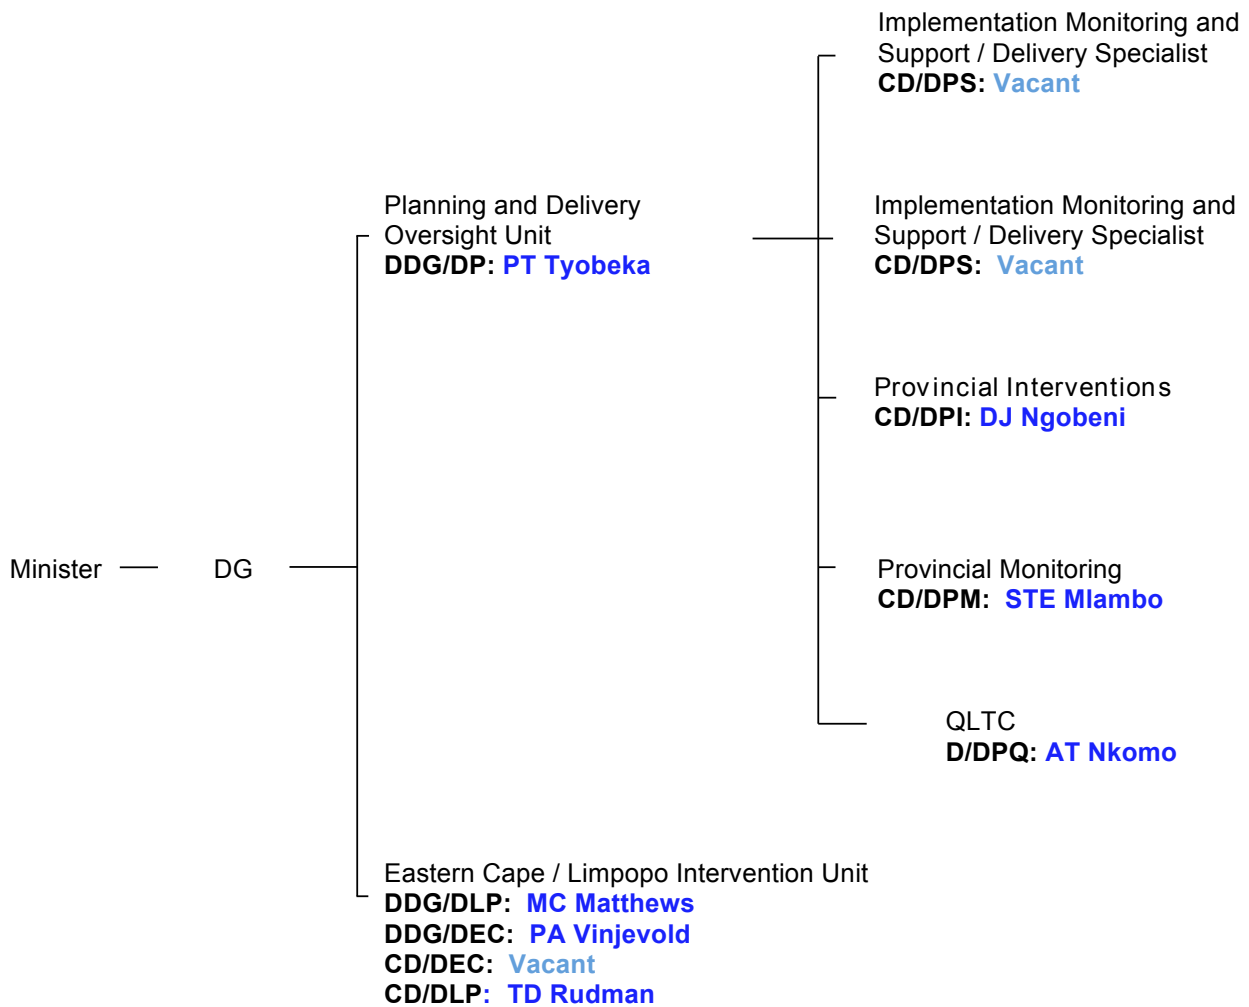 Implementation Monitoring and
Support / Delivery Specialist
CD/DPS: Vacant
Planning and Delivery
Oversight Unit
DDG/DP: PT Tyobeka
Implementation Monitoring and
Support / Delivery Specialist
CD/DPS: Vacant
Provincial Interventions
CD/DPI: DJ Ngobeni
Minister
DG
Provincial Monitoring
CD/DPM: STE Mlambo
QLTC
D/DPQ: AT Nkomo
Eastern Cape / Limpopo Intervention Unit
DDG/DLP: MC Matthews
DDG/DEC: PA Vinjevold
CD/DEC: Vacant
CD/DLP: TD Rudman